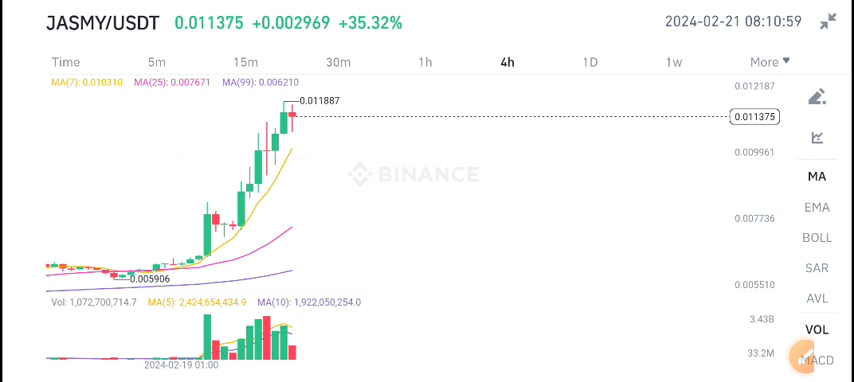 JASMY/USDT 0.011375 +0.002969 +35.32% 2024-02-21 08:10:59
Time 5m 15m 30m 1h 4h 1D 1w More
MA(7): 0.010310 MA(25): 0.007671 MA(99): 0.006210
0.012187
0.011887
0.011375
0.009961
BINANCE
MA
EMA
0.007736
BOLL
SAR
0.005906
0.005510
AVL
Vol: 1,072,700,714.7 MA(5): 2,424,654,434.9 MA(10): 1,922,050,254.0
3.43B
VOL
33.2M
MACD
2024-02-19 01:00